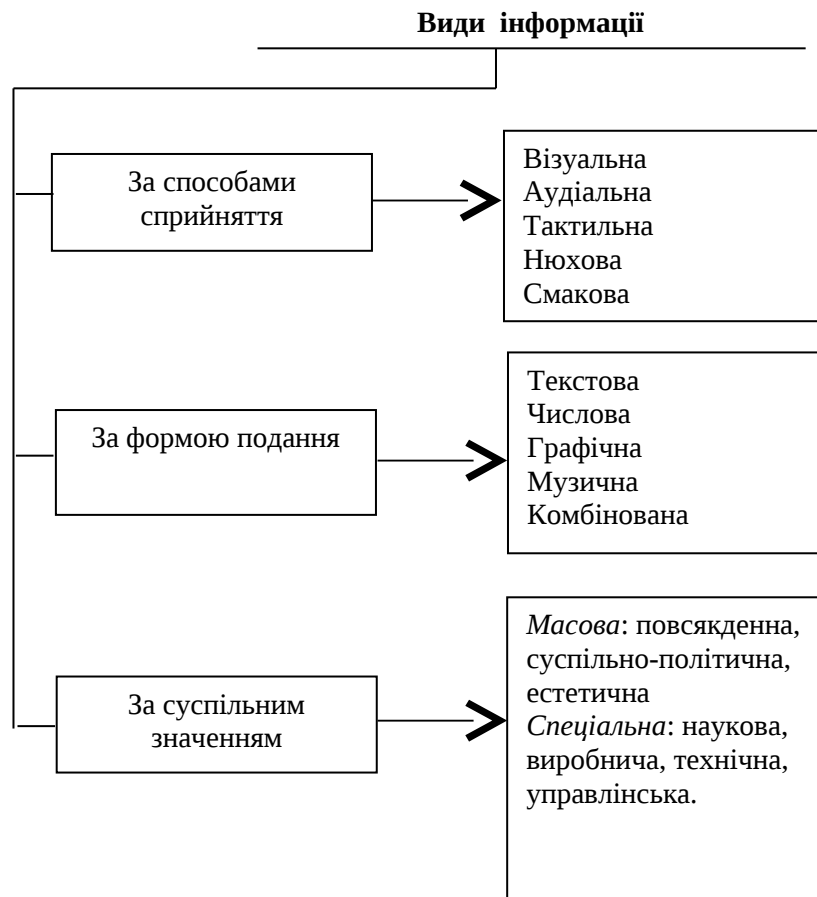 Види інформації
За способами
сприйняття
Візуальна
Аудіальна
Тактильна
Нюхова
Смакова
За формою подання
Текстова
Числова
Графічна
Музична
Комбінована
За суспільним
значенням
Масова: повсякденна,
суспільно-політична,
естетична
Спеціальна: наукова,
виробнича, технічна,
управлінська.